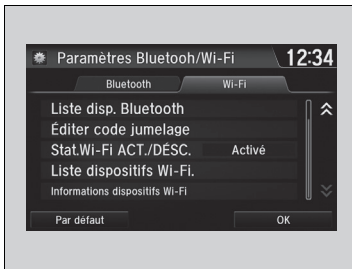 Paramètres Bluetooh/Wi-Fi 12:34
Bluetooth Wi-Fi
Liste disp. Bluetooth
Éditer code jumelage
Stat.Wi-Fi ACT./DÉSC. Activé
Liste dispositifs Wi-Fi.
Informations dispositifs Wi-Fi
Par défaut OK